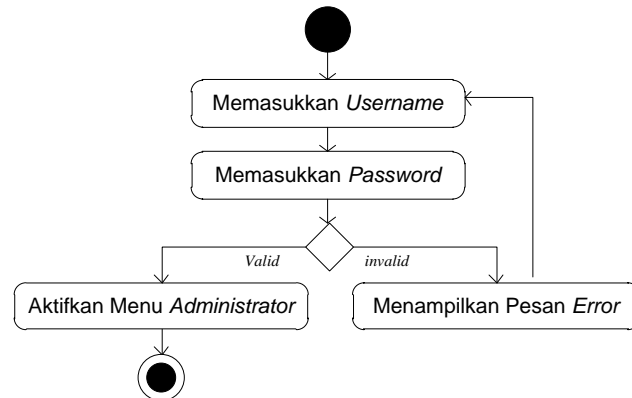 Memasukkan Username
Memasukkan Password
Valid
invalid
Aktifkan Menu Administrator
Menampilkan Pesan Error